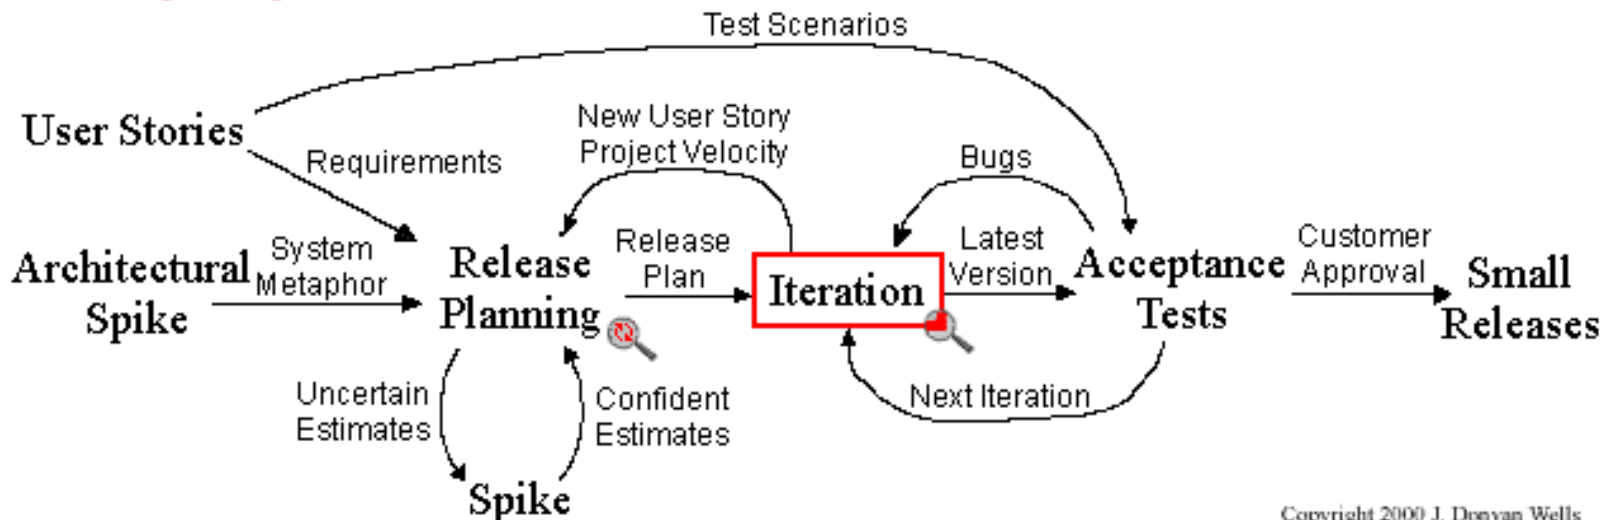 Test Scenarios
User Stories
Requirements
New User Story
Project Velocity
Bugs
Architectural
Spike
System
Metaphor
Release
Planning
Release
Plan
Iteration
Latest
Version
Acceptance
Tests
Customer
Approval
Small
Releases
Uncertain
Estimates
Confident
Estimates
Next Iteration
Spike
Copyright 2000 J. Donvan Wells